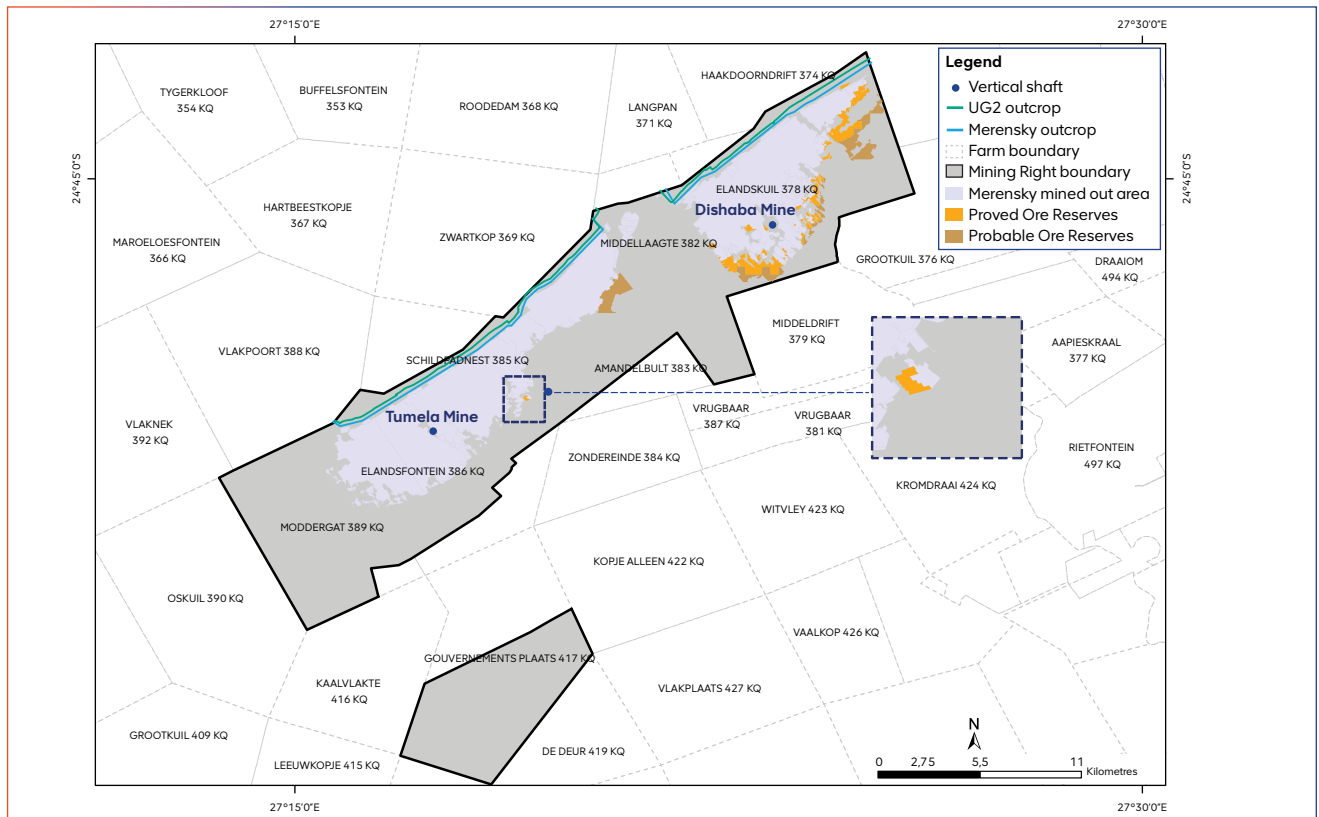 27°15'0"E
27°30'0"E
24°45'0"S
24°45'0"S
Legend
Vertical shaft
UG2 outcrop
Merensky outcrop
Farm boundary
Mining Right boundary
Merensky mined out area
Proved Ore Reserves
Probable Ore Reserves
TYGERKLOOF
354 KQ
BUFFELSFONTEIN
353 KQ
ROODEDAM 368 KQ
LANGPAN
371 KQ
HAAKDOORNDRIFT 374 KQ
HARTBEESTKOPJE
367 KQ
MAROELOESFONTEIN
366 KQ
ZWARTKOP 369 KQ
ELANDSKUIL 378 KQ
Dishaba Mine
MIDDELLAAGTE 382 KQ
GROOTKUIL 376 KQ
DRAAIOM
494 KQ
VLAKPOORT 388 KQ
SCHILDPADNEST 385 KQ
AMANDELBULT 383 KQ
MIDDELDRIFT
379 KQ
AAPIESKRAAL
377 KQ
VLAKNEK
392 KQ
Tumela Mine
VRUGBAAR
387 KQ
VRUGBAAR
381 KQ
RIETFONTEIN
497 KQ
ELANDSFONTEIN 386 KQ
ZONDEREINDE 384 KQ
KROMDRAAI 424 KQ
MODDERGAT 389 KQ
WITVLEY 423 KQ
KOPJE ALLEEN 422 KQ
OSKUIL 390 KQ
VAALKOP 426 KQ
GOUVERNEMENTS PLAATS 417 KQ
KAALVLAKTE
416 KQ
VLAKPLAATS 427 KQ
GROOTKUIL 409 KQ
LEEUWKOPJE 415 KQ
DE DEUR 419 KQ
N
0 2,75 5,5 11
Kilometres
27°15'0"E
27°30'0"E